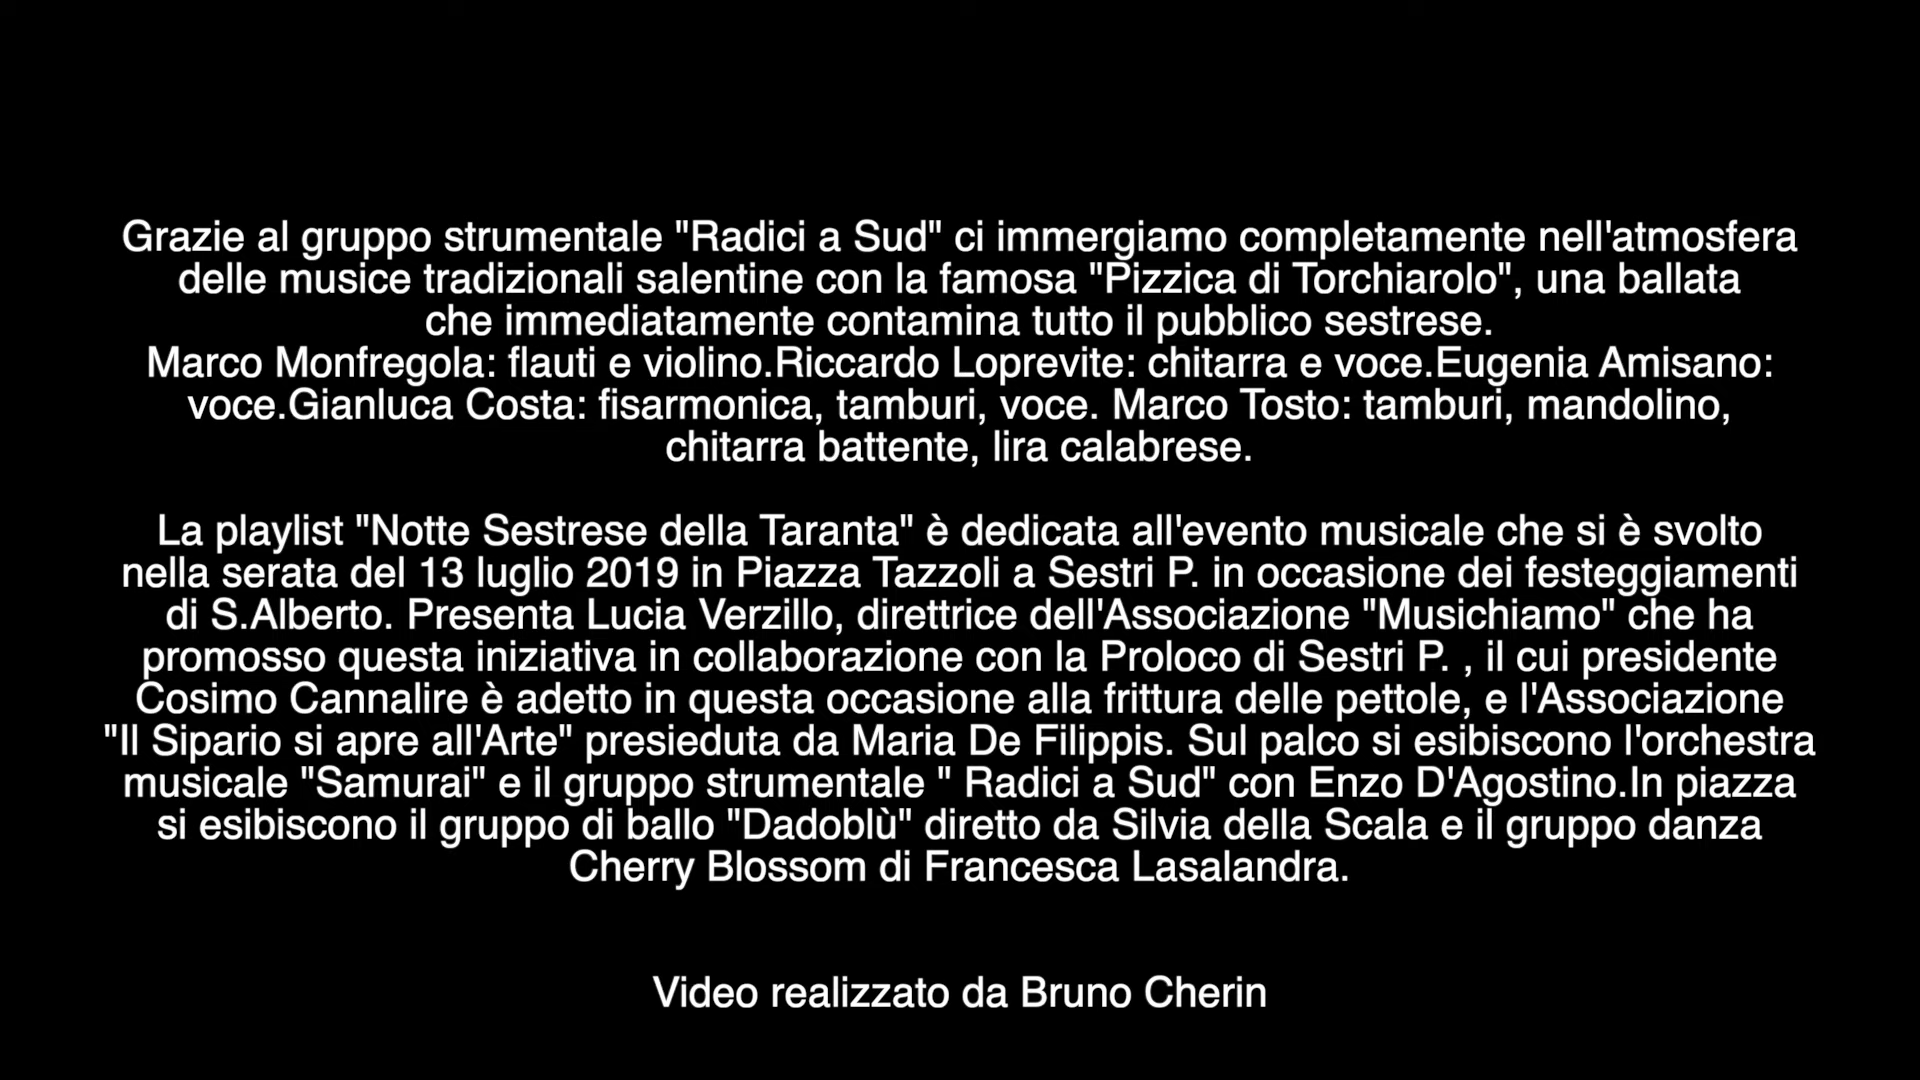 Grazie al gruppo strumentale "Radici a Sud" ci immergiamo completamente nell'atmosfera
delle musice tradizionali salentine con la famosa "Pizzica di Torchiarolo", una ballata
che immediatamente contamina tutto il pubblico sestrese.
Marco Monfregola: flauti e violino.Riccardo Loprevite: chitarra e voce.Eugenia Amisano:
voce.Gianluca Costa: fisarmonica, tamburi, voce. Marco Tosto: tamburi, mandolino,
chitarra battente, lira calabrese.
La playlist "Notte Sestrese della Taranta" è dedicata all'evento musicale che si è svolto
nella serata del 13 luglio 2019 in Piazza Tazzoli a Sestri P. in occasione dei festeggiamenti
di S.Alberto. Presenta Lucia Verzillo, direttrice dell'Associazione "Musichiamo" che ha
promosso questa iniziativa in collaborazione con la Proloco di Sestri P. , il cui presidente
Cosimo Cannalire è adetto in questa occasione alla frittura delle pettole, e l'Associazione
"Il Sipario si apre all'Arte" presieduta da Maria De Filippis. Sul palco si esibiscono l'orchestra
musicale "Samurai" e il gruppo strumentale " Radici a Sud" con Enzo D'Agostino.In piazza
si esibiscono il gruppo di ballo "Dadoblù" diretto da Silvia della Scala e il gruppo danza
Cherry Blossom di Francesca Lasalandra.
Video realizzato da Bruno Cherin